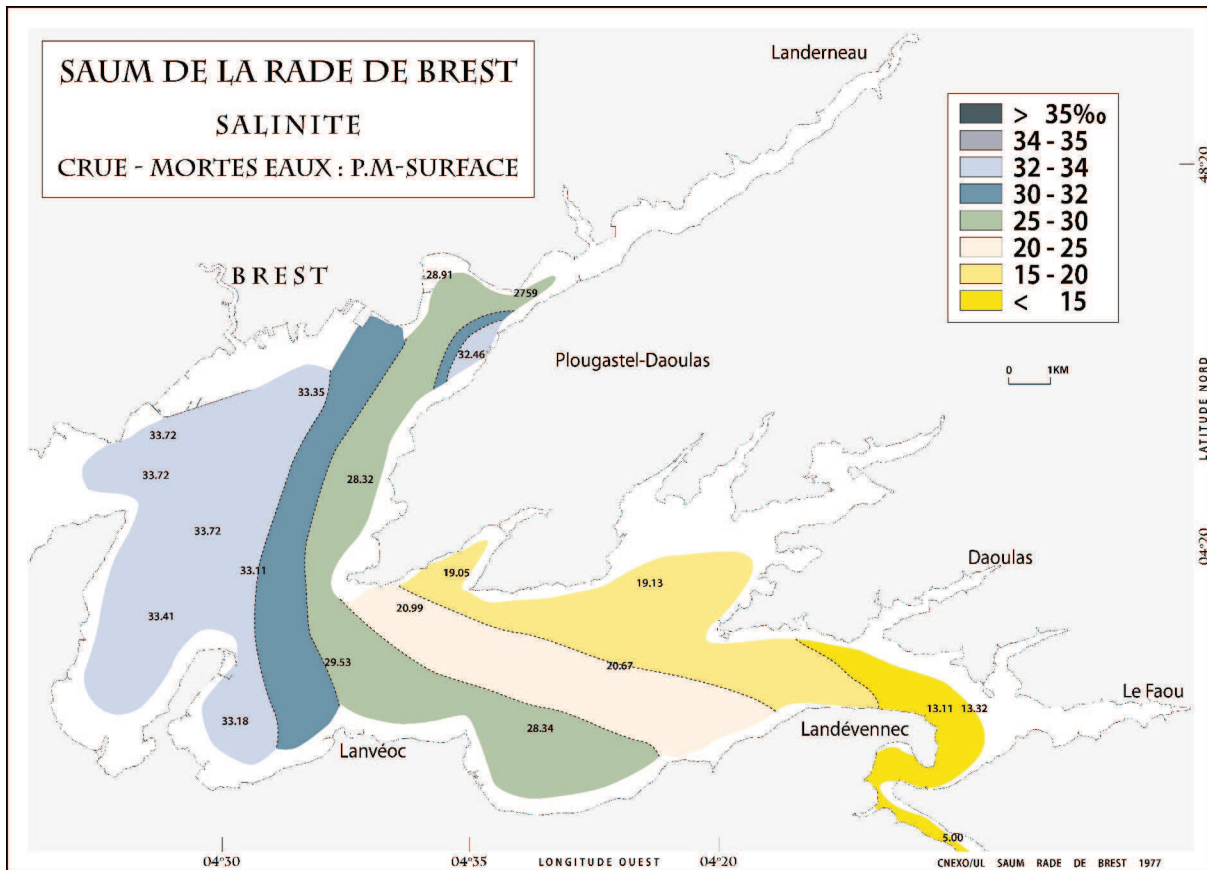 SAUM DE LA RADE DE BREST
SALINITE
CRUE - MORTES EAUX : P.M-SURFACE
Landerneau
> 35‰
34 - 35
32 - 34
30 - 32
25 - 30
20 - 25
15 - 20
< 15
48°20
BREST
28.91
2759
32.46
Plougastel-Daoulas
0 1KM
LATITUDE NORD
33.35
33.72
33.72
28.32
33.72
04°20
33.11
19.05
19.13
Daoulas
33.41
20.99
29.53
20.67
Le Faou
33.18
28.34
13.11 13.32
Landévennec
Lanvéoc
5.00
04°30
04°35
LONGITUDE OUEST
04°20
CNEXO/UL SAUM RADE DE BREST 1977